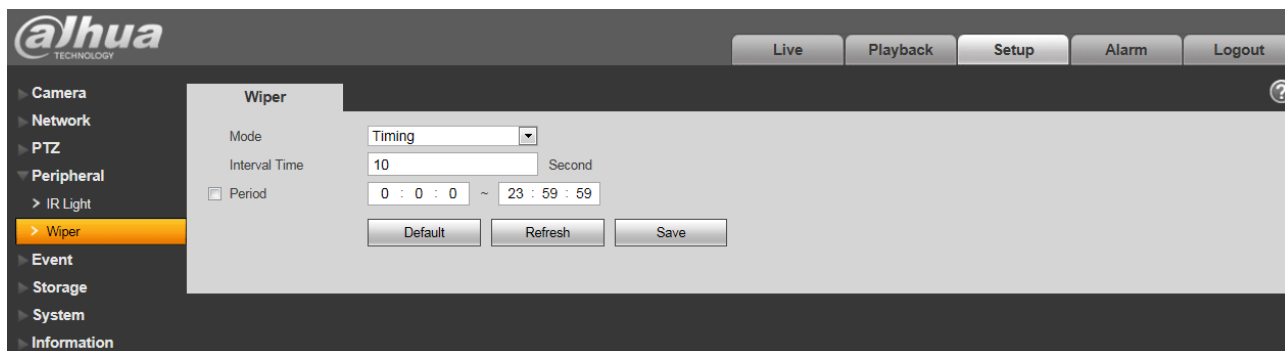 alhua
TECHNOLOGY
Live Playback Setup Alarm Logout
Camera
Network
PTZ
Peripheral
> IR Light
> Wiper
Event
Storage
System
Information
Wiper
?
Mode Timing
Interval Time 10 Second
Period 0 : 0 : 0 ~ 23 : 59 : 59
Default Refresh Save